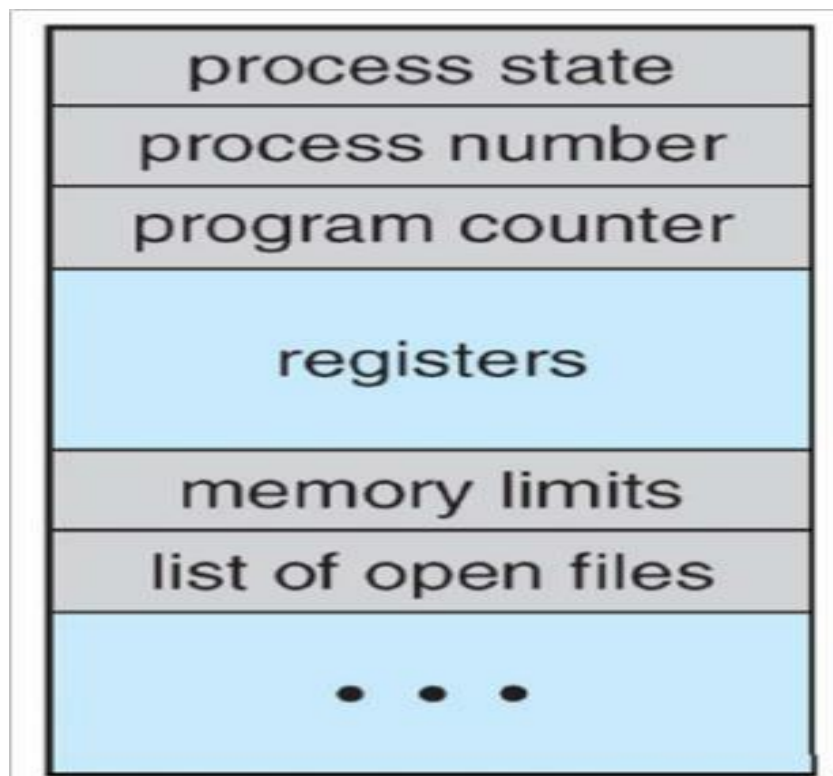 process state
process number
program counter
registers
memory limits
list of open files
• • •